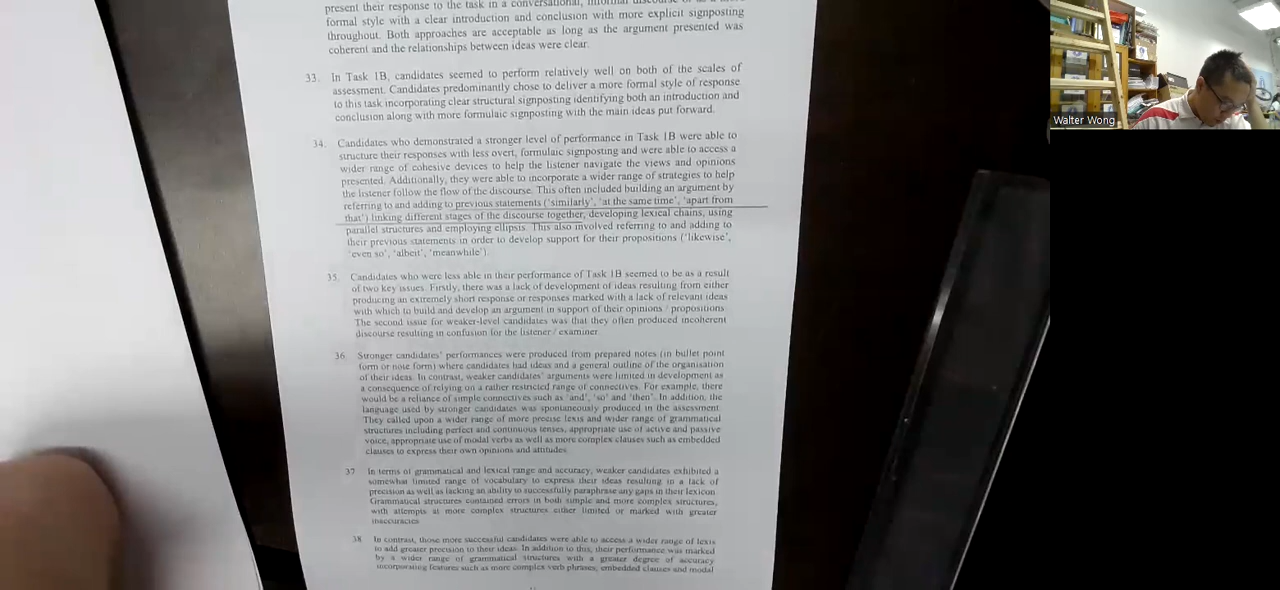 present their response to the task in a conversational, informal discourse or as a more
formal style with a clear introduction and conclusion with more explicit signposting
throughout. Both approaches are acceptable as long as the argument presented was
coherent and the relationships between ideas were clear.
33. In Task 1B, candidates seemed to perform relatively well on both of the scales of
assessment. Candidates predominantly chose to deliver a more formal style of response
to this task incorporating clear structural signposting identifying both an introduction and
conclusion along with more formulaic signposting with the main ideas put forward.
34. Candidates who demonstrated a stronger level of performance in Task 1B were able to
structure their responses with less overt, formulaic signposting and were able to access a
wider range of cohesive devices to help the listener navigate the views and opinions
presented. Additionally, they were able to incorporate a wider range of strategies to help
the listener follow the flow of the discourse. This often included building an argument by
referring to and adding to previous statements ('similarly', 'at the same time', 'apart from
that') linking different stages of the discourse together, developing lexical chains, using
parallel structures and employing ellipsis. This also involved referring to and adding to
their previous statements in order to develop support for their propositions ('likewise',
'even so', 'albeit', 'meanwhile').
35. Candidates who were less able in their performance of Task 1B seemed to be as a result
of two key issues. Firstly, there was a lack of development of ideas resulting from either
producing an extremely short response or responses marked with a lack of relevant ideas
with which to build and develop an argument in support of their opinions / propositions.
The second issue for weaker-level candidates was that they often produced incoherent
discourse resulting in confusion for the listener / examiner.
36 Stronger candidates' performances were produced from prepared notes (in bullet point
form or note form) where candidates had ideas and a general outline of the organisation
of their ideas. In contrast, weaker candidates' arguments were limited in development as
a consequence of relying on a rather restricted range of connectives. For example, there
would be a reliance of simple connectives such as 'and', 'so' and 'then'. In addition, the
language used by stronger candidates was spontaneously produced in the assessment.
They called upon a wider range of more precise lexis and wider range of grammatical
structures including perfect and continuous tenses, appropriate use of active and passive
voice, appropriate use of modal verbs as well as more complex clauses such as embedded
clauses to express their own opinions and attitudes.
37 In terms of grammatical and lexical range and accuracy, weaker candidates exhibited a
somewhat limited range of vocabulary to express their ideas resulting in a lack of
precision as well as lacking an ability to successfully paraphrase any gaps in their lexicon.
Grammatical structures contained errors in both simple and more complex structures,
with attempts at more complex structures either limited or marked with greater
inaccuracies.
38 In contrast, those more successful candidates were able to access a wider range of lexis
to add greater precision to their ideas. In addition to this, their performance was marked
by a wider range of grammatical structures with a greater degree of accuracy
incorporating features such as more complex verb phrases, embedded clauses and modal
Walter Wong